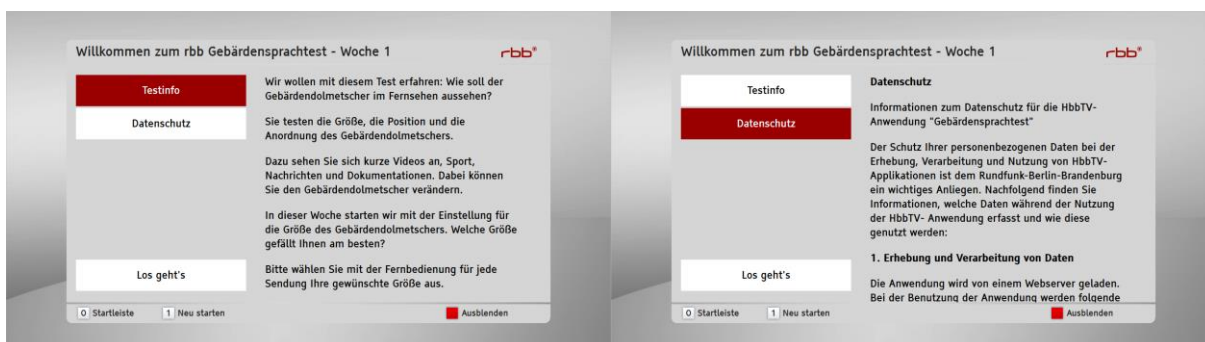 Willkommen zum rbb Gebärdensprachtest - Woche 1
rbb
Testinfo
Datenschutz
Los geht's
Wir wollen mit diesem Test erfahren: Wie soll der
Gebärdendolmetscher im Fernsehen aussehen?
Sie testen die Größe, die Position und die
Anordnung des Gebärdendolmetschers.
Dazu sehen Sie sich kurze Videos an, Sport,
Nachrichten und Dokumentationen. Dabei können
Sie den Gebärdendolmetscher verändern.
In dieser Woche starten wir mit der Einstellung für
die Größe des Gebärdendolmetschers. Welche Größe
gefällt Ihnen am besten?
Bitte wählen Sie mit der Fernbedienung für jede
Sendung Ihre gewünschte Größe aus.
0 Startleiste 1 Neu starten Ausblenden
Willkommen zum rbb Gebärdensprachtest - Woche 1
rbb
Testinfo
Datenschutz
Los geht's
Datenschutz
Informationen zum Datenschutz für die HbbTV-
Anwendung "Gebärdensprachtest"
Der Schutz Ihrer personenbezogenen Daten bei der
Erhebung, Verarbeitung und Nutzung von HbbTV-
Applikationen ist dem Rundfunk-Berlin-Brandenburg
ein wichtiges Anliegen. Nachfolgend finden Sie
Informationen, welche Daten während der Nutzung
der HbbTV- Anwendung erfasst und wie diese
genutzt werden:
1. Erhebung und Verarbeitung von Daten
Die Anwendung wird von einem Webserver geladen.
Bei der Benutzung der Anwendung werden folgende
0 Startleiste 1 Neu starten Ausblenden